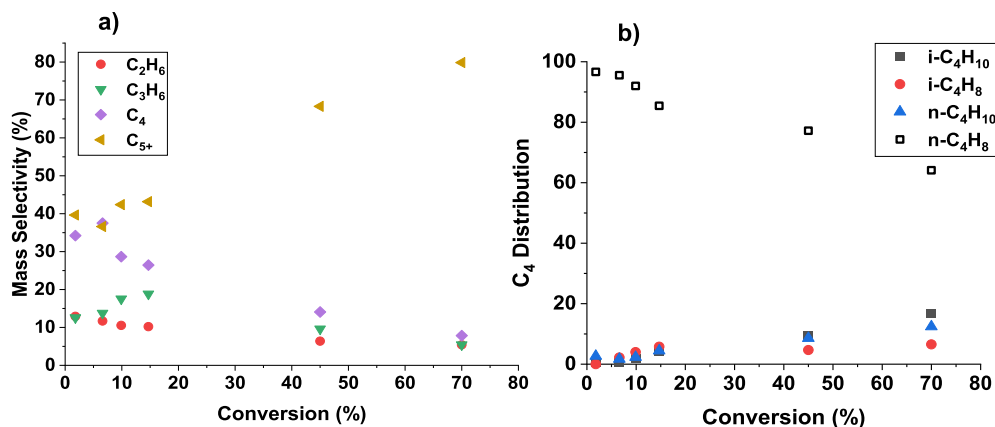 a)
Mass Selectivity (%)
80
70
60
50
40
30
20
10
0
C₂H₆
C₃H₆
C₄
C₅₊
0 10 20 30 40 50 60 70 80
Conversion (%)
b)
C₄ Distribution
100
80
60
40
20
0
i-C₄H₁₀
i-C₄H₈
n-C₄H₁₀
n-C₄H₈
0 10 20 30 40 50 60 70 80
Conversion (%)